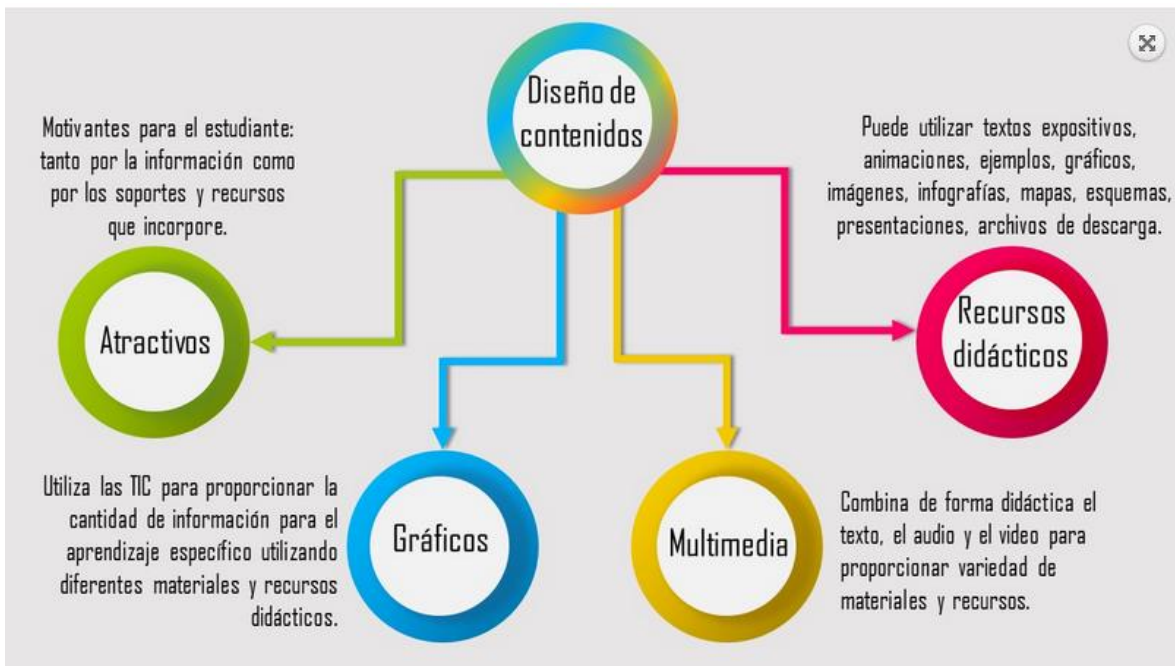 Diseño de
contenidos
Motivantes para el estudiante:
tanto por la información como
por los soportes y recursos
que incorpore.
Atractivos
Puede utilizar textos expositivos,
animaciones, ejemplos, gráficos,
imágenes, infografías, mapas, esquemas,
presentaciones, archivos de descarga.
Recursos
didácticos
Utiliza las TIC para proporcionar la
cantidad de información para el
aprendizaje específico utilizando
diferentes materiales y recursos
didácticos.
Gráficos
Multimedia
Combina de forma didáctica el
texto, el audio y el video para
proporcionar variedad de
materiales y recursos.